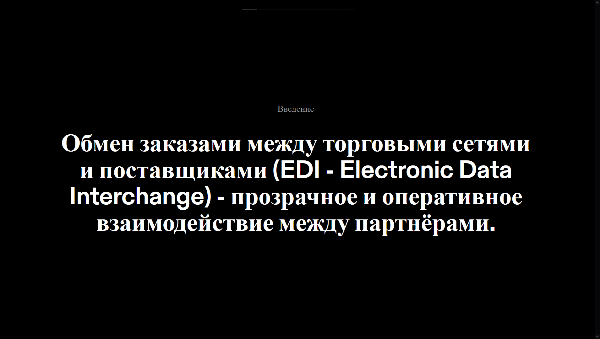 Введение
Обмен заказами между торговыми сетями
и поставщиками (EDI - Electronic Data
Interchange) - прозрачное и оперативное
взаимодействие между партнёрами.